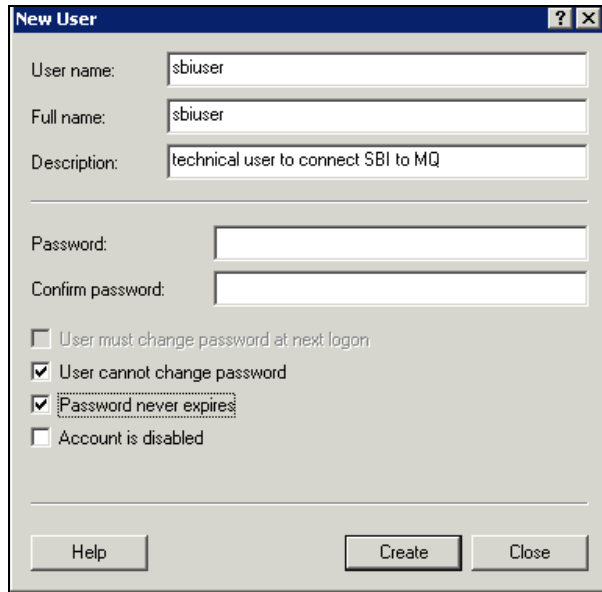 New User
User name: sbiuser
Full name: sbiuser
Description: technical user to connect SBI to MQ
Password:
Confirm password:
User must change password at next logon
User cannot change password
Password never expires
Account is disabled
Help Create Close